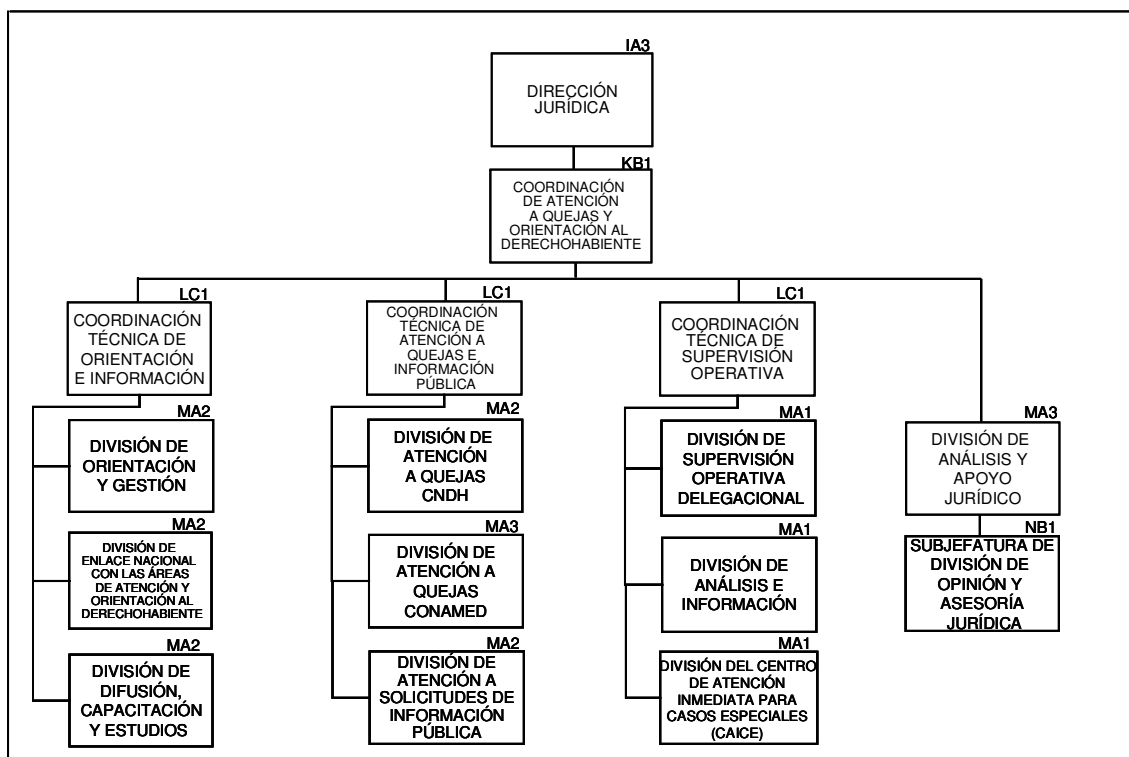 IA3
DIRECCIÓN
JURÍDICA
KB1
COORDINACIÓN
DE ATENCIÓN
A QUEJAS Y
ORIENTACIÓN AL
DERECHOHABIENTE
LC1
COORDINACIÓN
TÉCNICA DE
ORIENTACIÓN
E INFORMACIÓN
MA2
DIVISIÓN DE
ORIENTACIÓN
Y GESTIÓN
MA2
DIVISIÓN DE
ENLACE NACIONAL
CON LAS ÁREAS
DE ATENCIÓN Y
ORIENTACIÓN AL
DERECHOHABIENTE
MA2
DIVISIÓN DE
DIFUSIÓN,
CAPACITACIÓN
Y ESTUDIOS
LC1
COORDINACIÓN
TÉCNICA DE
ATENCIÓN A
QUEJAS E
INFORMACIÓN
PÚBLICA
MA2
DIVISIÓN DE
ATENCIÓN
A QUEJAS
CNDH
MA3
DIVISIÓN DE
ATENCIÓN A
QUEJAS
CONAMED
MA2
DIVISIÓN DE
ATENCIÓN A
SOLICITUDES DE
INFORMACIÓN
PÚBLICA
LC1
COORDINACIÓN
TÉCNICA DE
SUPERVISIÓN
OPERATIVA
MA1
DIVISIÓN DE
SUPERVISIÓN
OPERATIVA
DELEGACIONAL
MA1
DIVISIÓN DE
ANÁLISIS E
INFORMACIÓN
MA1
DIVISIÓN DEL CENTRO
DE ATENCIÓN
INMEDIATA PARA
CASOS ESPECIALES
(CAICE)
MA3
DIVISIÓN DE
ANÁLISIS Y
APOYO
JURÍDICO
NB1
SUBJEFATURA DE
DIVISIÓN DE
OPINIÓN Y
ASESORÍA
JURÍDICA